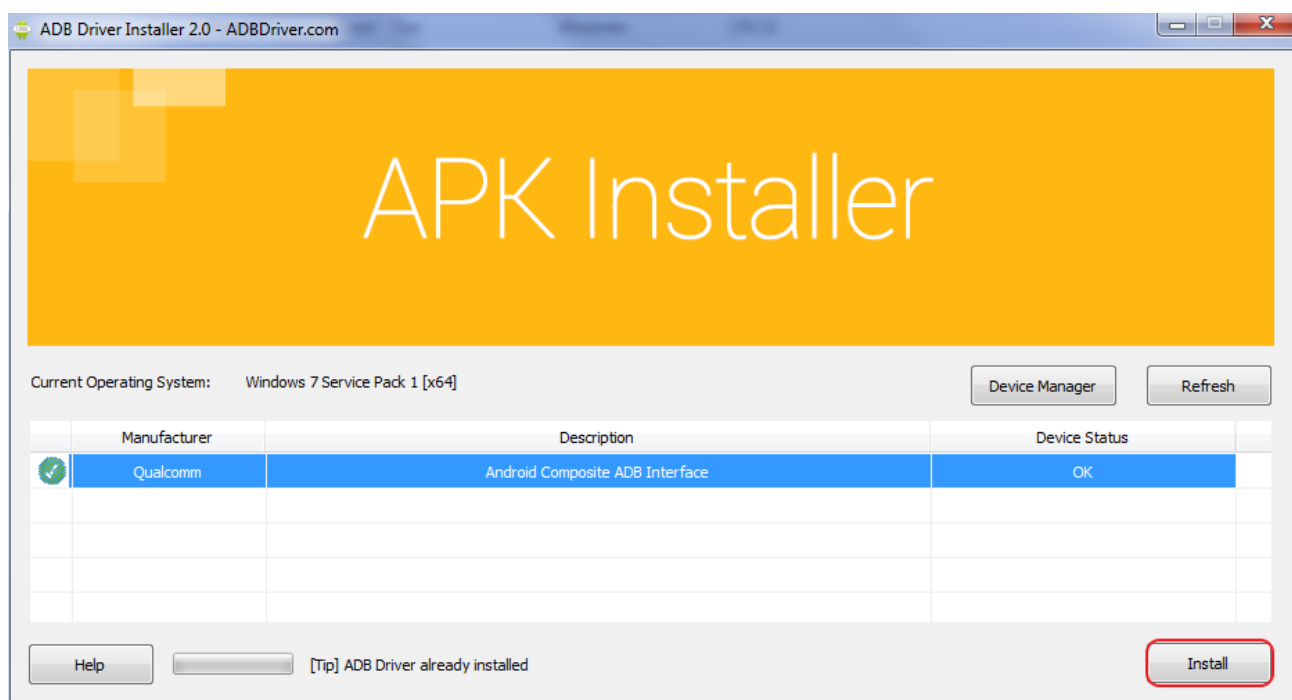 ADB Driver Installer 2.0 - ADBDriver.com
APK Installer
Current Operating System: Windows 7 Service Pack 1 [x64]
Device Manager
Refresh
Manufacturer Description Device Status
Qualcomm Android Composite ADB Interface OK
Help
[Tip] ADB Driver already installed
Install